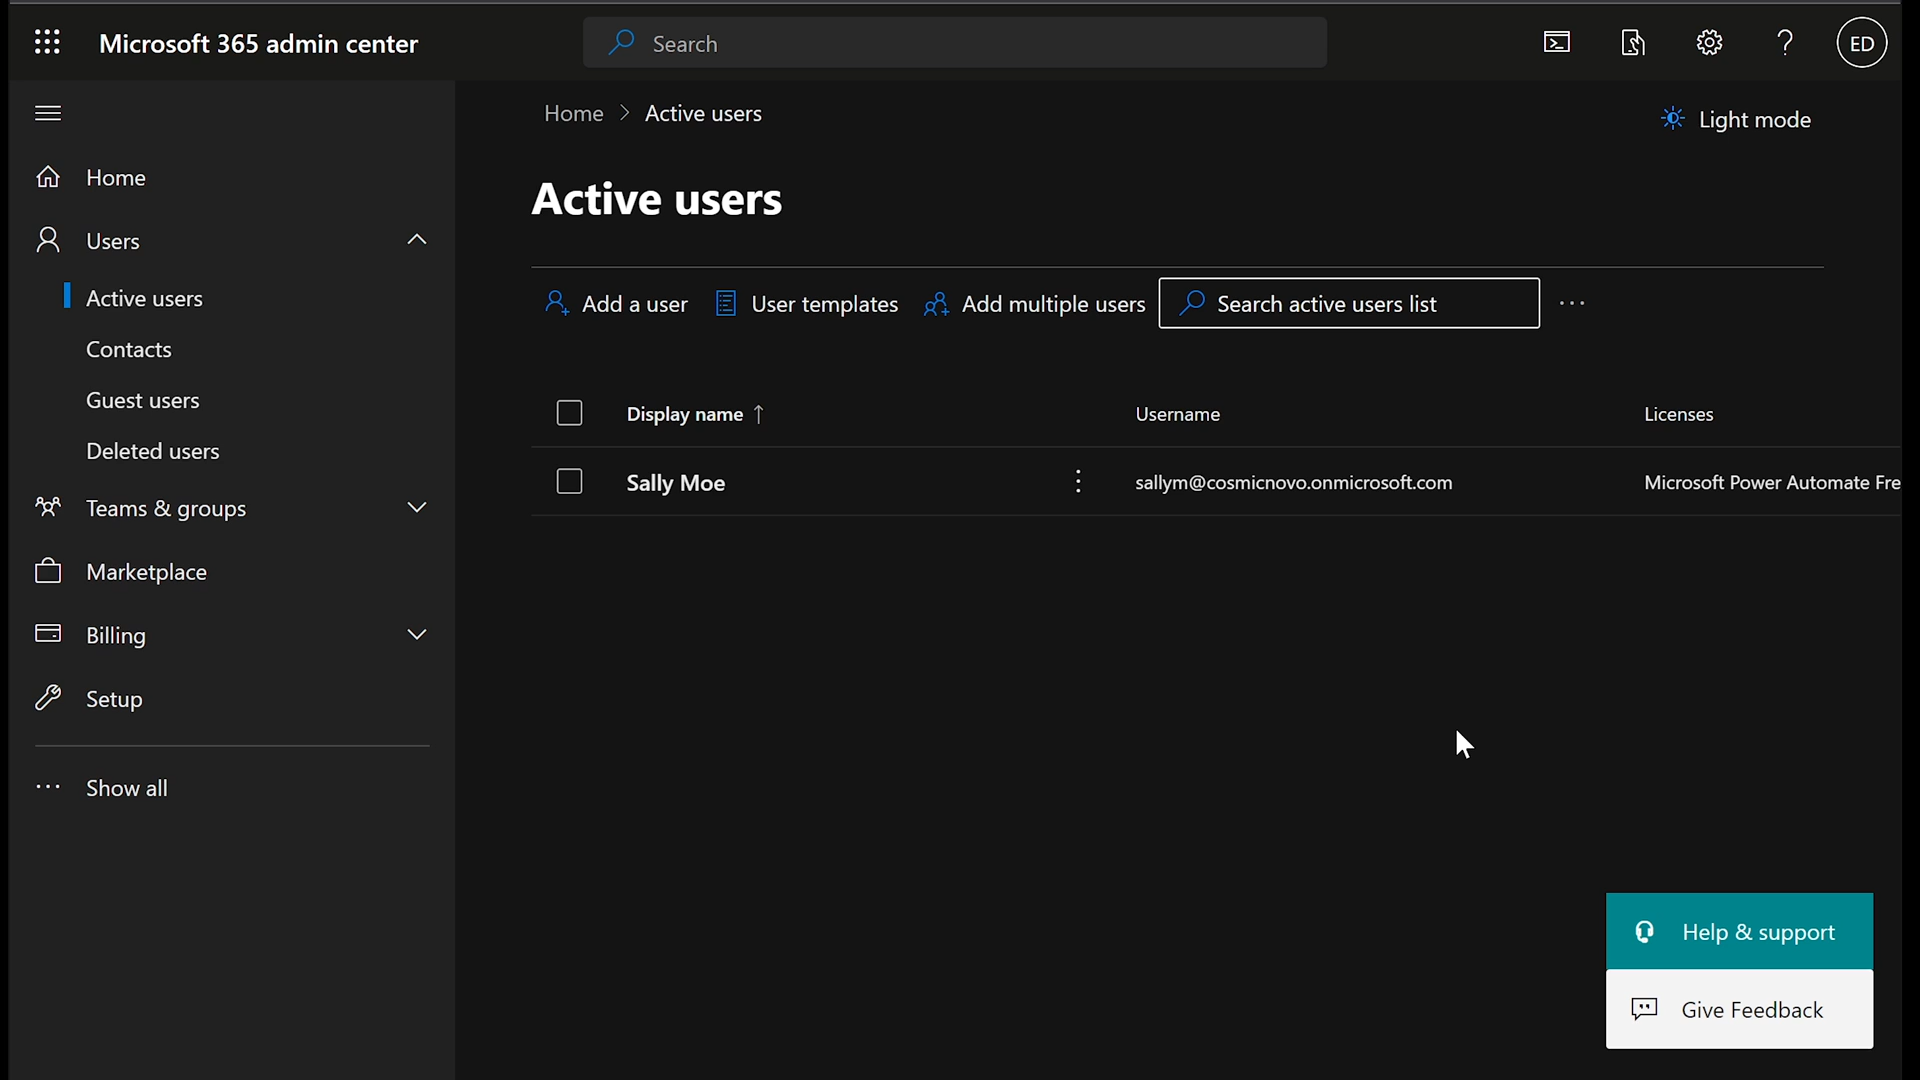 Microsoft 365 admin center
Search
ED
Home > Active users
Light mode
Home
Active users
Users
Active users
Add a user
User templates
Add multiple users
Search active users list
Contacts
Guest users
Display name ↑
Username
Licenses
Deleted users
Sally Moe
sallym@cosmicnovo.onmicrosoft.com
Microsoft Power Automate Fre
Teams & groups
Marketplace
Billing
Setup
Show all
Help & support
Give Feedback